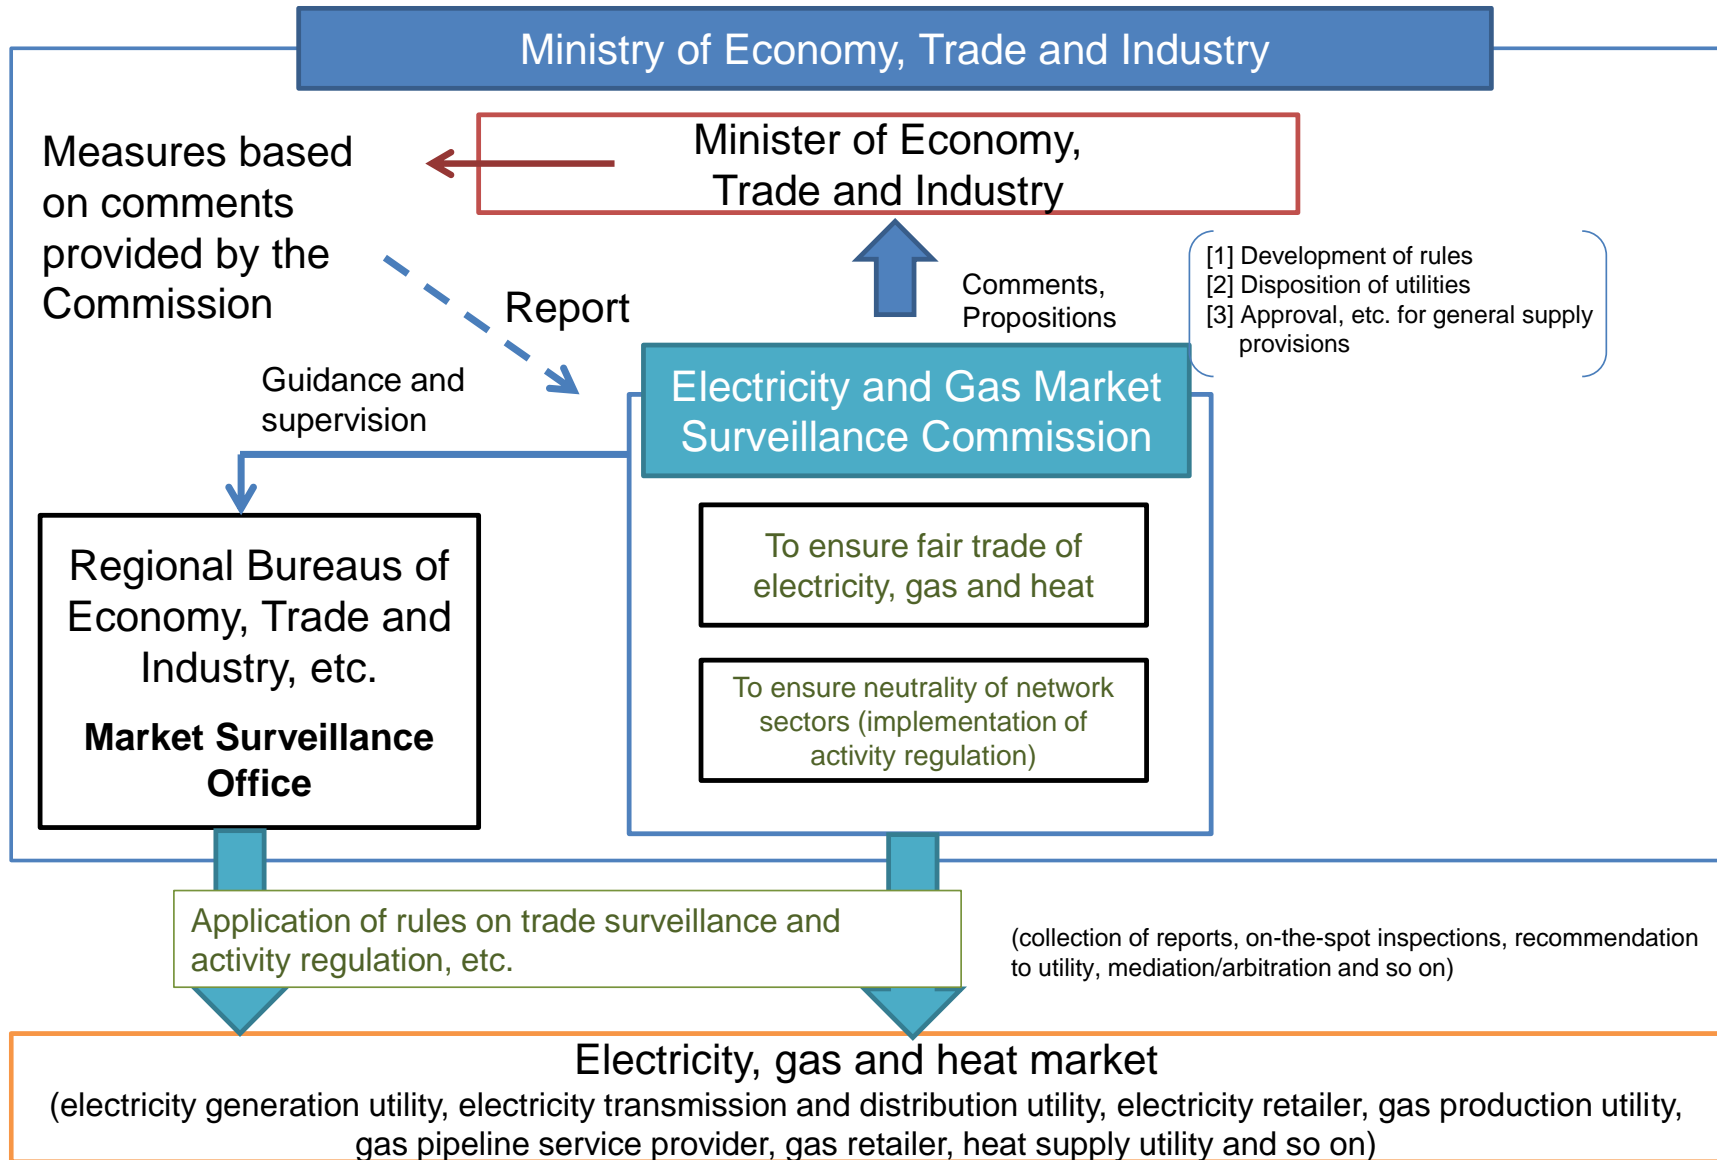 Ministry of Economy, Trade and Industry
Minister of Economy,
Trade and Industry
Measures based
on comments
provided by the
Commission
Report
Comments,
Propositions
[1] Development of rules
[2] Disposition of utilities
[3] Approval, etc. for general supply
provisions
Guidance and
supervision
Electricity and Gas Market
Surveillance Commission
To ensure fair trade of
electricity, gas and heat
To ensure neutrality of network
sectors (implementation of
activity regulation)
Regional Bureaus of
Economy, Trade and
Industry, etc.
Market Surveillance
Office
Application of rules on trade surveillance and
activity regulation, etc.
(collection of reports, on-the-spot inspections, recommendation
to utility, mediation/arbitration and so on)
Electricity, gas and heat market
(electricity generation utility, electricity transmission and distribution utility, electricity retailer, gas production utility,
gas pipeline service provider, gas retailer, heat supply utility and so on)